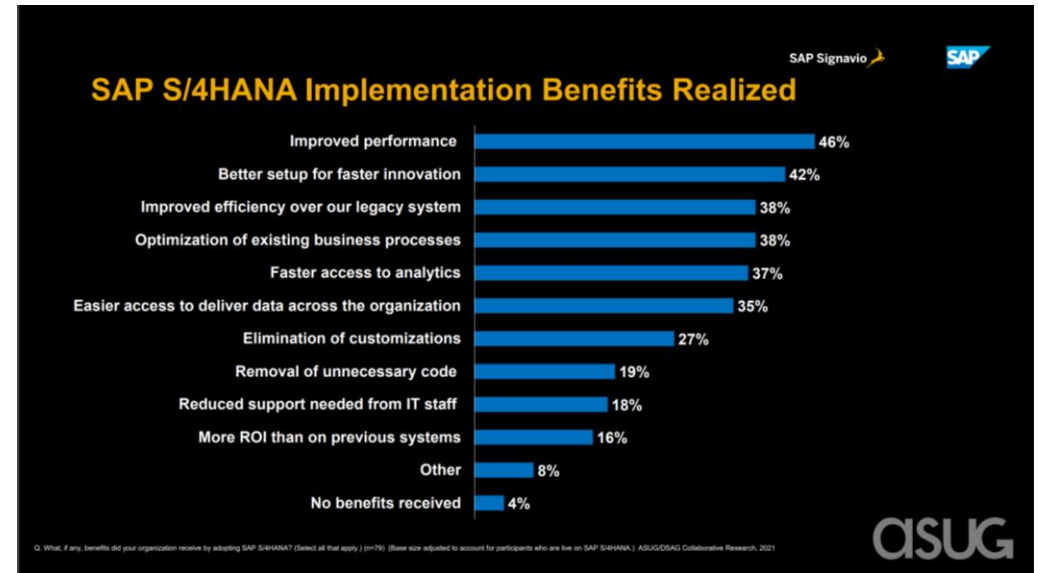 SAP Signavio
SAP
SAP S/4HANA Implementation Benefits Realized
Improved performance 46%
Better setup for faster innovation 42%
Improved efficiency over our legacy system 38%
Optimization of existing business processes 38%
Faster access to analytics 37%
Easier access to deliver data across the organization 35%
Elimination of customizations 27%
Removal of unnecessary code 19%
Reduced support needed from IT staff 18%
More ROI than on previous systems 16%
Other 8%
No benefits received 4%
Q. What, if any, benefits did your organization receive by adopting SAP S/4HANA? (Select all that apply.) (n=79) (Base size adjusted to account for participants who are live on SAP S/4HANA.) ASUG/DSAG Collaborative Research, 2021
asug